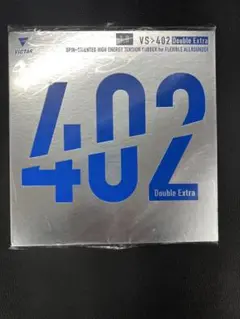 VICTAS
VS>402 Double Extra
SPIN-ORIENTED HIGH ENERGY TENSION RUBBER for FLEXIBLE ALLROUNDER
402
Double Extra